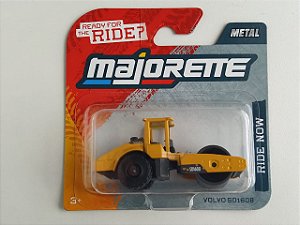 READY FOR
THE RIDE?
METAL
majorette
RIDE NOW
3+
VOLVO SD160B